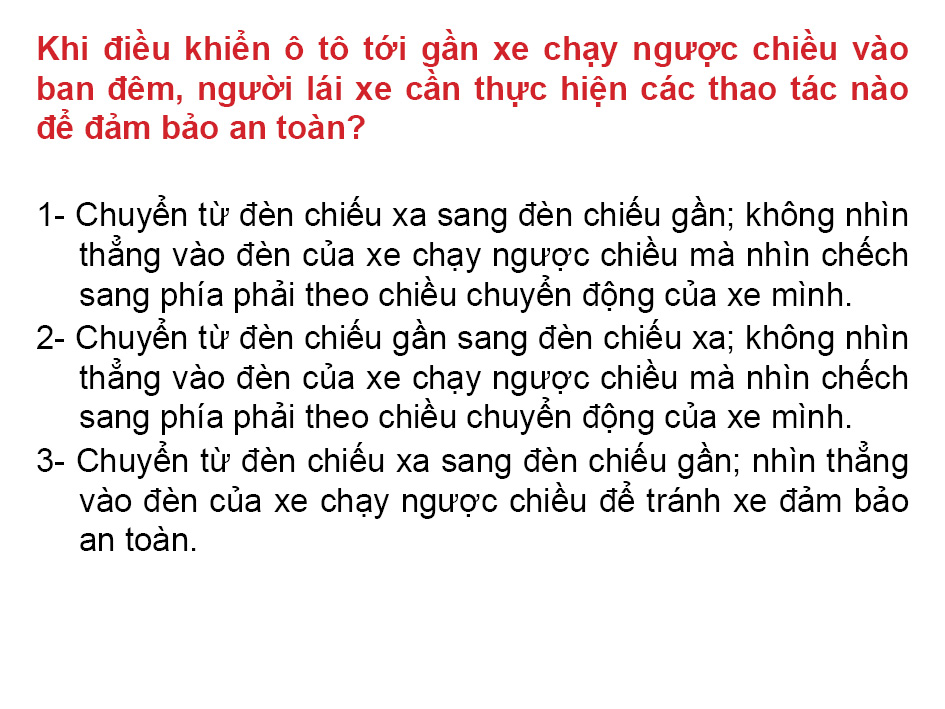 Khi điều khiển ô tô tới gần xe chạy ngược chiều vào
ban đêm, người lái xe cần thực hiện các thao tác nào
để đảm bảo an toàn?
1- Chuyển từ đèn chiếu xa sang đèn chiếu gần; không nhìn
thẳng vào đèn của xe chạy ngược chiều mà nhìn chếch
sang phía phải theo chiều chuyển động của xe mình.
2- Chuyển từ đèn chiếu gần sang đèn chiếu xa; không nhìn
thẳng vào đèn của xe chạy ngược chiều mà nhìn chếch
sang phía phải theo chiều chuyển động của xe mình.
3- Chuyển từ đèn chiếu xa sang đèn chiếu gần; nhìn thẳng
vào đèn của xe chạy ngược chiều để tránh xe đảm bảo
an toàn.